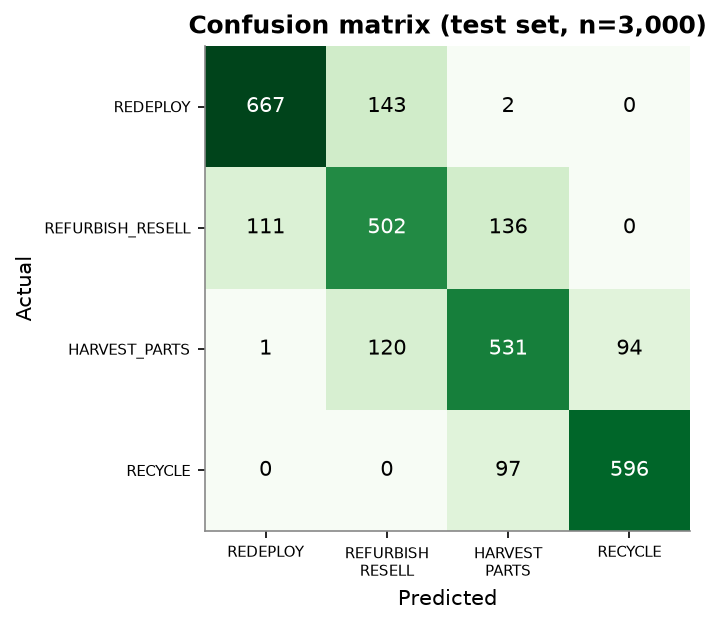 Confusion matrix (test set, n=3,000)
Actual
REDEPLOY 667 143 2 0
REFURBISH_RESELL 111 502 136 0
HARVEST_PARTS 1 120 531 94
RECYCLE 0 0 97 596
REDEPLOY REFURBISH HARVEST RECYCLE
RESELL PARTS
Predicted